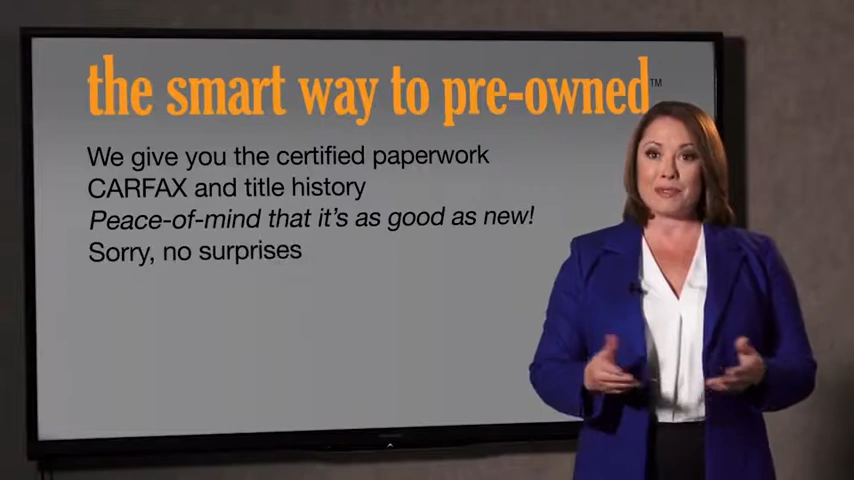 the smart way to pre-owned™
We give you the certified paperwork
CARFAX and title history
Peace-of-mind that it's as good as new!
Sorry, no surprises